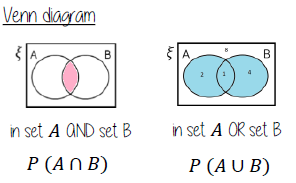 Venn diagram
ξ A B
ξ A B 8
2 1 4
in set A AND set B
in set A OR set B
P (A ∩ B)
P (A ∪ B)